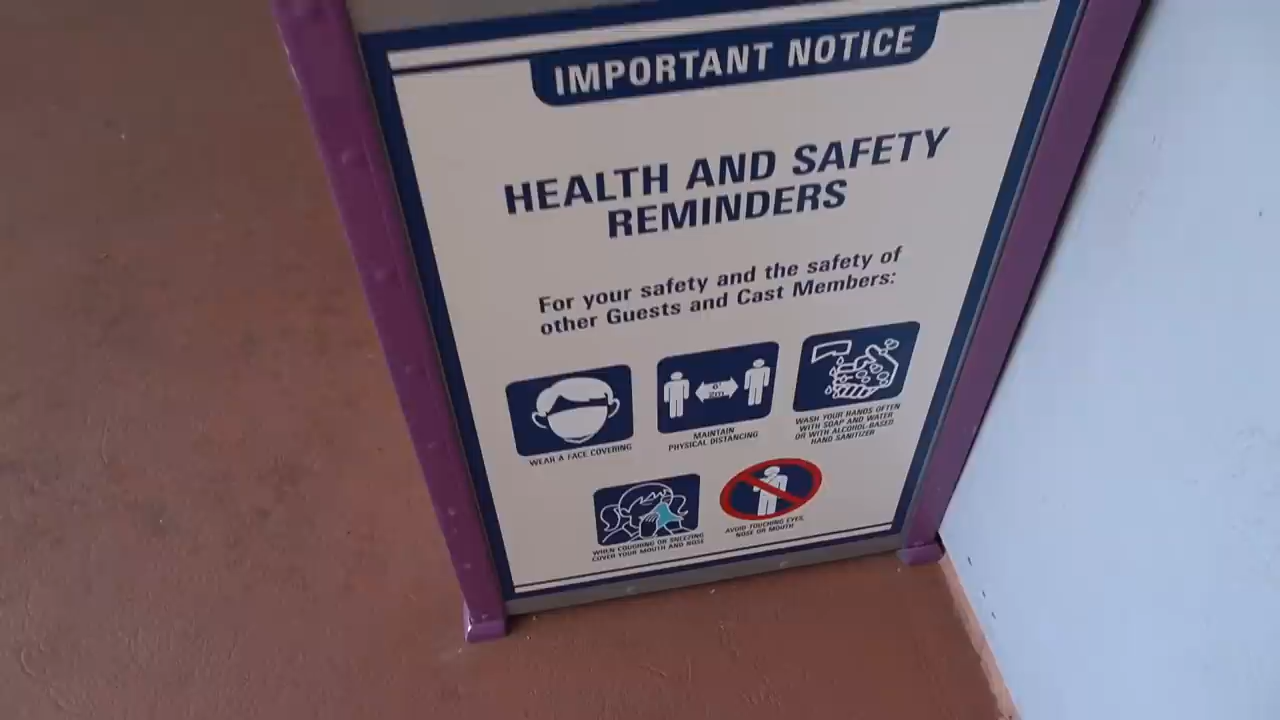 IMPORTANT NOTICE
HEALTH AND SAFETY
REMINDERS
For your safety and the safety of
other Guests and Cast Members:
WEAR A FACE COVERING
6'
2m
MAINTAIN
PHYSICAL DISTANCING
WASH YOUR HANDS OFTEN
WITH SOAP AND WATER
OR WITH ALCOHOL-BASED
HAND SANITIZER
WHEN COUGHING OR SNEEZING
COVER YOUR MOUTH AND NOSE
AVOID TOUCHING EYES,
NOSE OR MOUTH